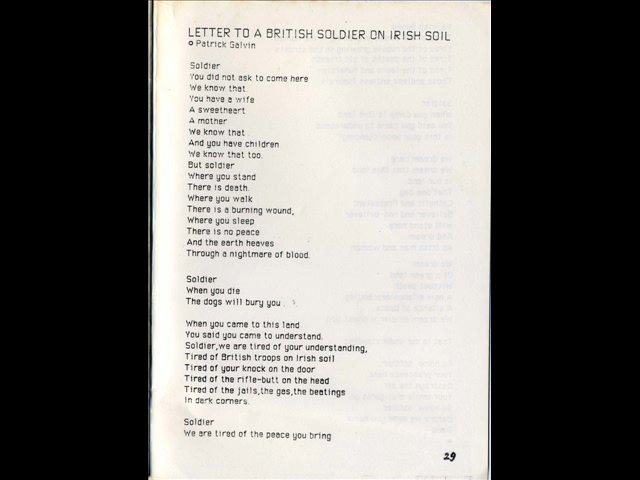 LETTER TO A BRITISH SOLDIER ON IRISH SOIL
Patrick Galvin
Soldier
You did not ask to come here
We know that.
You have a wife
A sweetheart
A mother
We know that.
And you have children
We know that too.
But soldier
Where you stand
There is death.
Where you walk
There is a burning wound,
Where you sleep
There is no peace
And the earth heaves
Through a nightmare of blood.
Soldier
When you die
The dogs will bury you.
When you came to this land
You said you came to understand.
Soldier,we are tired of your understanding,
Tired of British troops on Irish soil
Tired of your knock on the door
Tired of the rifle-butt on the head
Tired of the jails,the gas,the beatings
In dark corners.
Soldier
We are tired of the peace you bring
29